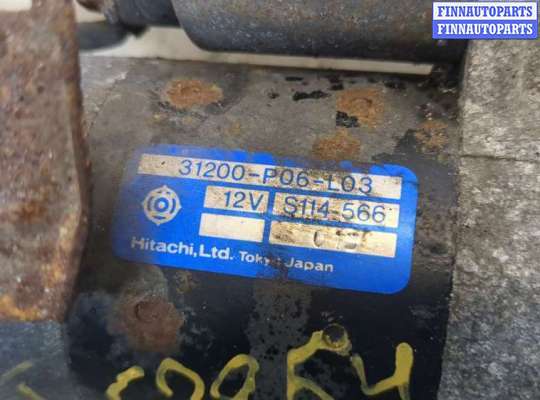 FINNAUTOPARTS
FINNAUTOPARTS
31200-P06-L03
12V S114-566
Hitachi, Ltd. Tokyo Japan